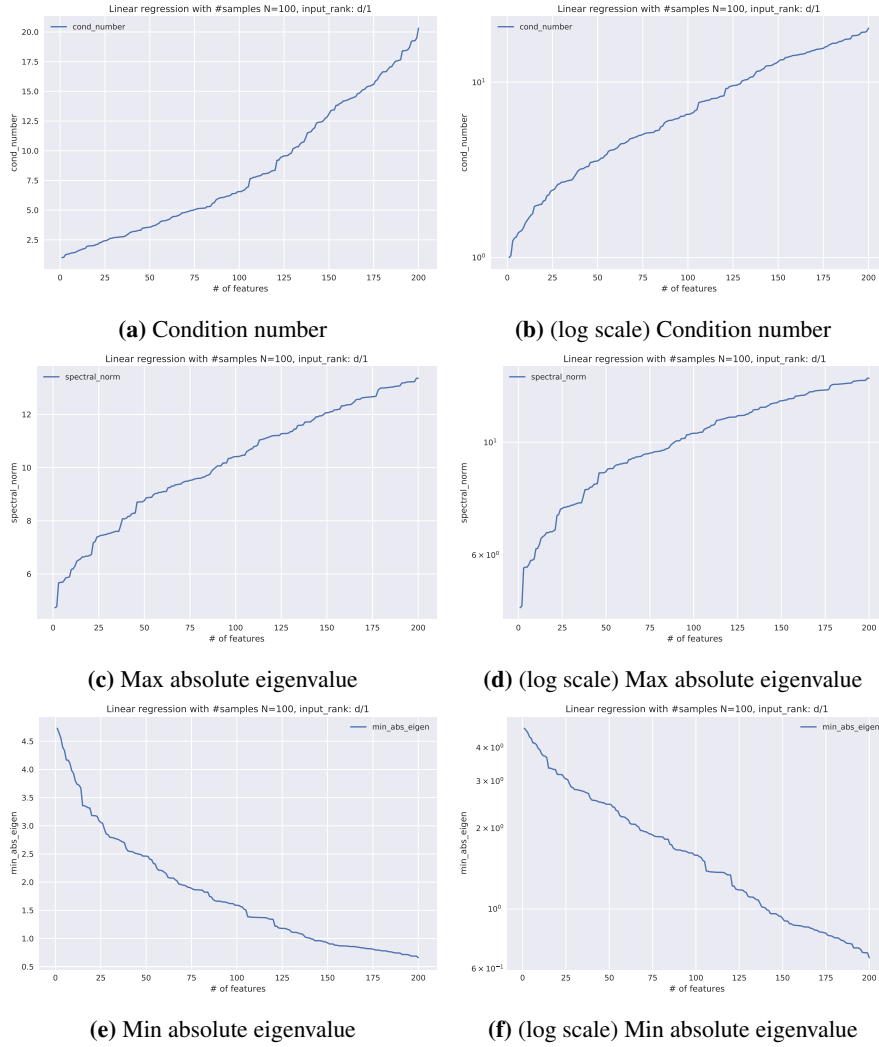 Linear regression with #samples N=100, input_rank: d/1
cond_number
20.0
17.5
15.0
12.5
10.0
7.5
5.0
2.5
cond_number
0 25 50 75 100 125 150 175 200
# of features
(a) Condition number
Linear regression with #samples N=100, input_rank: d/1
cond_number
10¹
10⁰
cond_number
0 25 50 75 100 125 150 175 200
# of features
(b) (log scale) Condition number
Linear regression with #samples N=100, input_rank: d/1
spectral_norm
12
10
8
6
spectral_norm
0 25 50 75 100 125 150 175 200
# of features
(c) Max absolute eigenvalue
Linear regression with #samples N=100, input_rank: d/1
spectral_norm
10¹
6 × 10⁰
spectral_norm
0 25 50 75 100 125 150 175 200
# of features
(d) (log scale) Max absolute eigenvalue
Linear regression with #samples N=100, input_rank: d/1
min_abs_eigen
4.5
4.0
3.5
3.0
2.5
2.0
1.5
1.0
0.5
min_abs_eigen
0 25 50 75 100 125 150 175 200
# of features
(e) Min absolute eigenvalue
Linear regression with #samples N=100, input_rank: d/1
min_abs_eigen
4 × 10⁰
3 × 10⁰
2 × 10⁰
10⁰
6 × 10⁻¹
min_abs_eigen
0 25 50 75 100 125 150 175 200
# of features
(f) (log scale) Min absolute eigenvalue